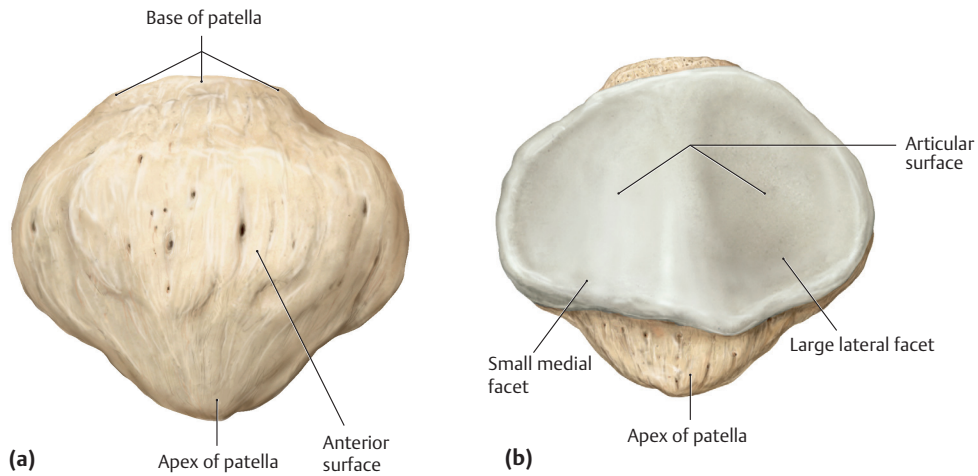 Base of patella
Apex of patella
Anterior
surface
(a)
Articular
surface
Small medial
facet
Large lateral facet
Apex of patella
(b)